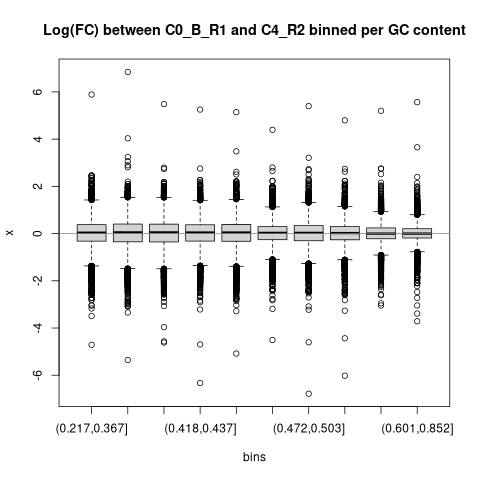 Log(FC) between C0_B_R1 and C4_R2 binned per GC content
6
4
2
0
-2
-4
-6
x
(0.217,0.367] (0.418,0.437] (0.472,0.503] (0.601,0.852]
bins